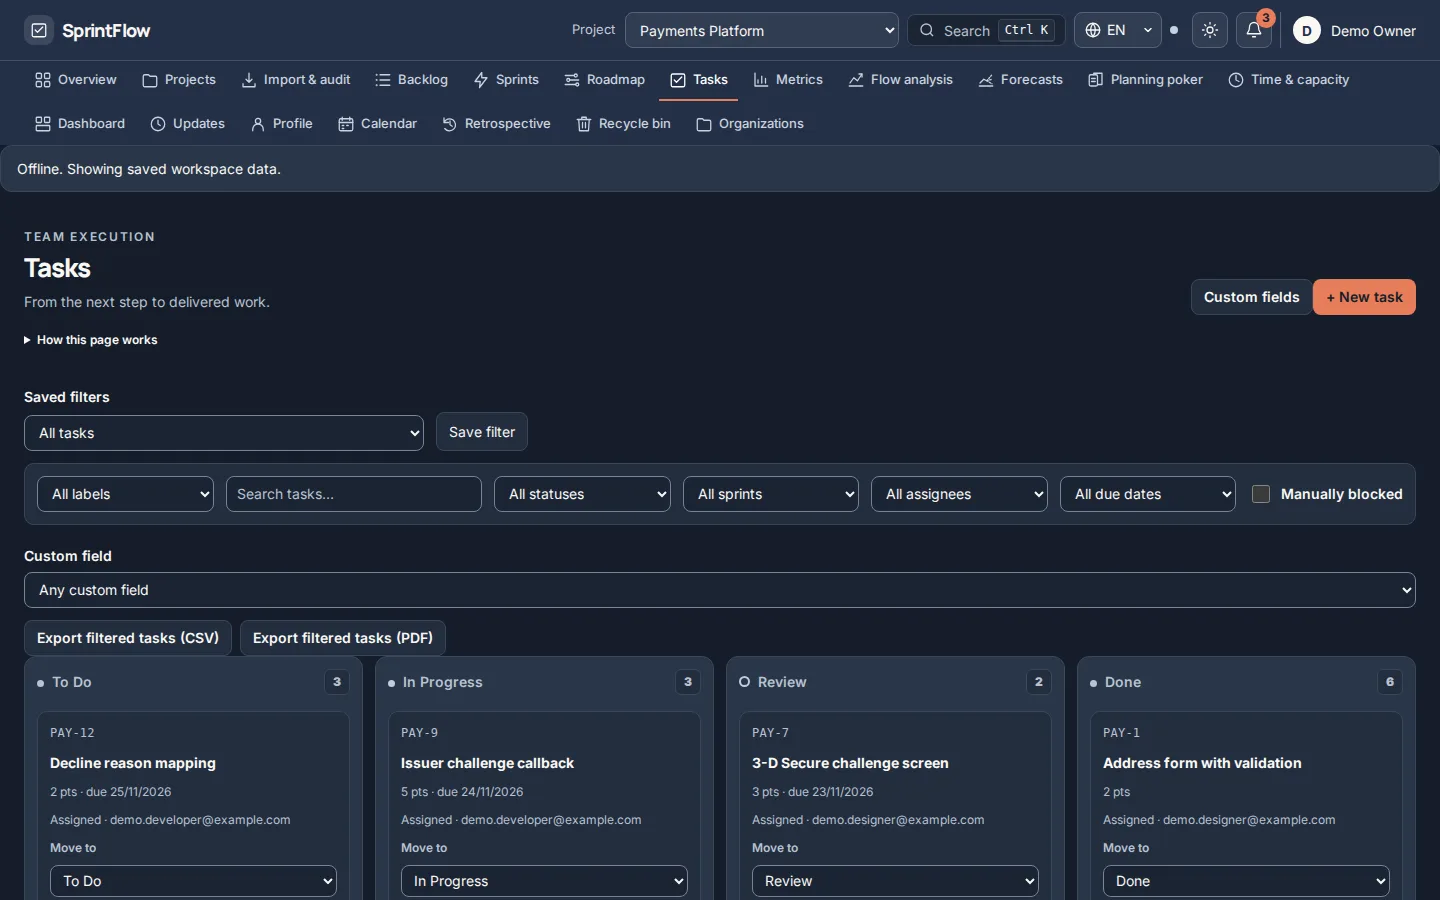 SprintFlow
Project
Payments Platform
Search Ctrl K
EN
3
D
Demo Owner
Overview
Projects
Import & audit
Backlog
Sprints
Roadmap
Tasks
Metrics
Flow analysis
Forecasts
Planning poker
Time & capacity
Dashboard
Updates
Profile
Calendar
Retrospective
Recycle bin
Organizations
Offline. Showing saved workspace data.
TEAM EXECUTION
Tasks
From the next step to delivered work.
Custom fields
+ New task
How this page works
Saved filters
All tasks
Save filter
All labels
Search tasks...
All statuses
All sprints
All assignees
All due dates
Manually blocked
Custom field
Any custom field
Export filtered tasks (CSV)
Export filtered tasks (PDF)
To Do
3
PAY-12
Decline reason mapping
2 pts · due 25/11/2026
Assigned · demo.developer@example.com
Move to
To Do
In Progress
3
PAY-9
Issuer challenge callback
5 pts · due 24/11/2026
Assigned · demo.developer@example.com
Move to
In Progress
Review
2
PAY-7
3-D Secure challenge screen
3 pts · due 23/11/2026
Assigned · demo.designer@example.com
Move to
Review
Done
6
PAY-1
Address form with validation
2 pts
Assigned · demo.designer@example.com
Move to
Done